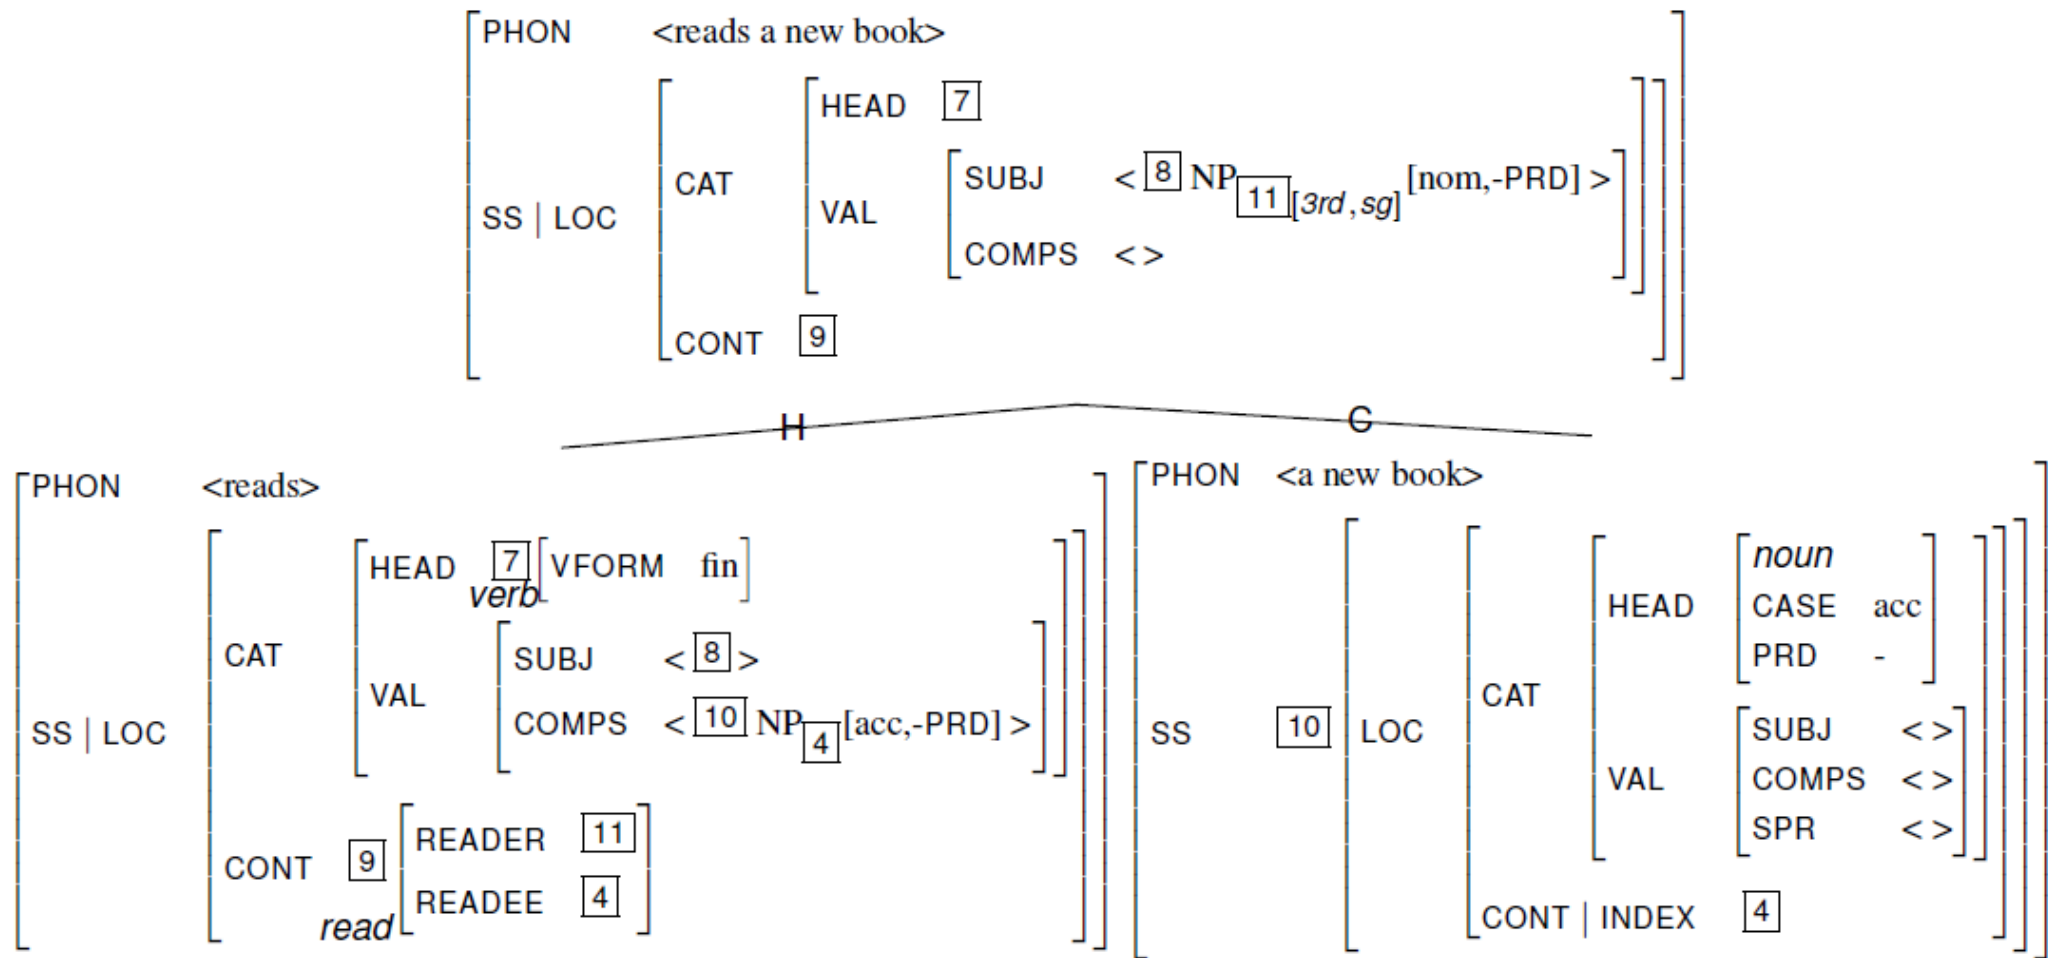 PHON <reads a new book>
HEAD 7
SUBJ < 8 NP 11 [3rd, sg] [nom,-PRD] >
CAT
VAL
SS | LOC
COMPS < >
CONT 9
H C
PHON <reads>
HEAD 7 verb [VFORM fin]
SUBJ < 8 >
CAT
VAL
COMPS < 10 NP 4 [acc,-PRD] >
SS | LOC
READER 11
CONT 9
read
READEE 4
PHON <a new book>
noun
HEAD CASE acc
PRD -
CAT
SS 10 LOC
SUBJ < >
VAL COMPS < >
SPR < >
CONT | INDEX 4